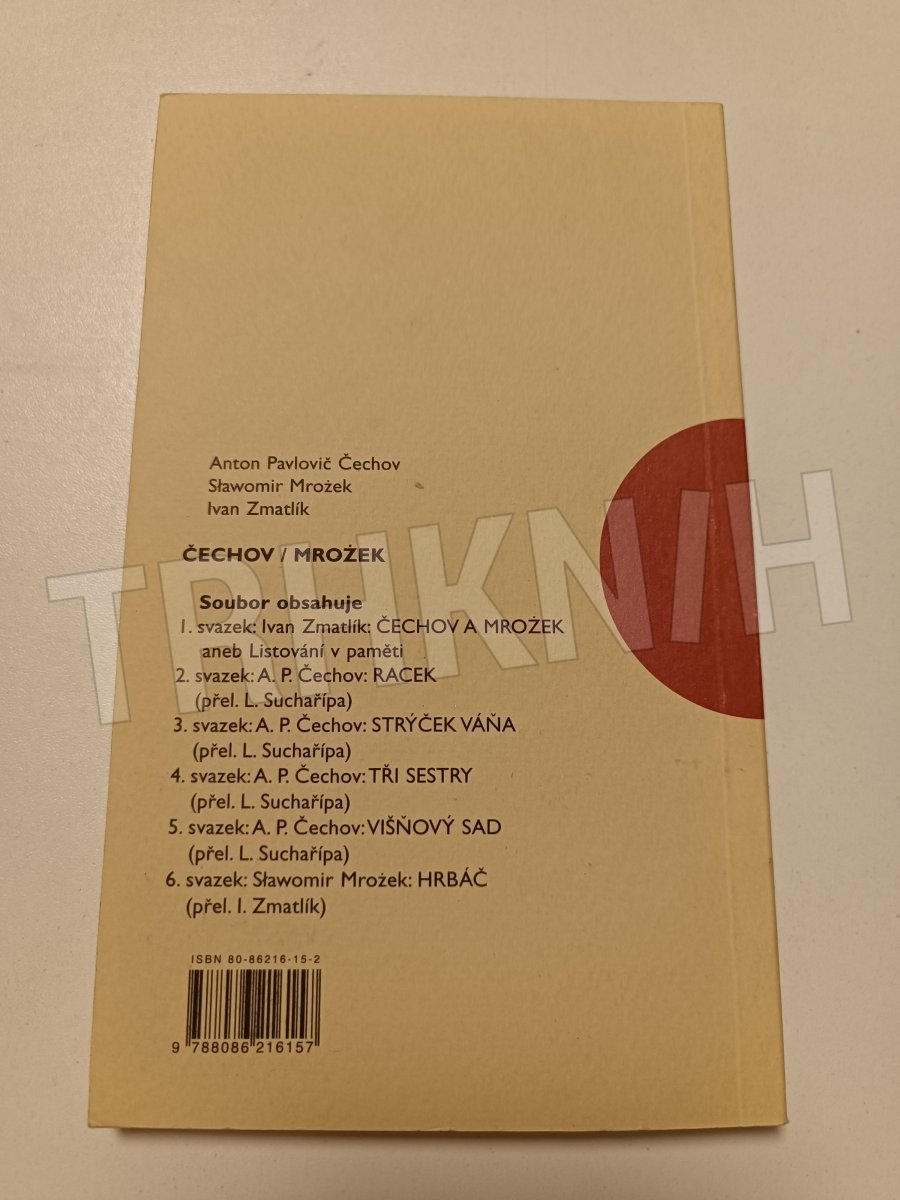 Anton Pavlovič Čechov
Sławomir Mrożek
Ivan Zmatlík
ČECHOV / MROŻEK
Soubor obsahuje
1. svazek: Ivan Zmatlík: ČECHOV A MROŻEK
aneb Listování v paměti
2. svazek: A. P. Čechov: RACEK
(přel. L. Suchařípa)
3. svazek: A. P. Čechov: STRÝČEK VÁŇA
(přel. L. Suchařípa)
4. svazek: A. P. Čechov: TŘI SESTRY
(přel. L. Suchařípa)
5. svazek: A. P. Čechov: VIŠŇOVÝ SAD
(přel. L. Suchařípa)
6. svazek: Sławomir Mrożek: HRBÁČ
(přel. I. Zmatlík)
ISBN 80-86216-15-2
9 788086 216157
TRHKNIH